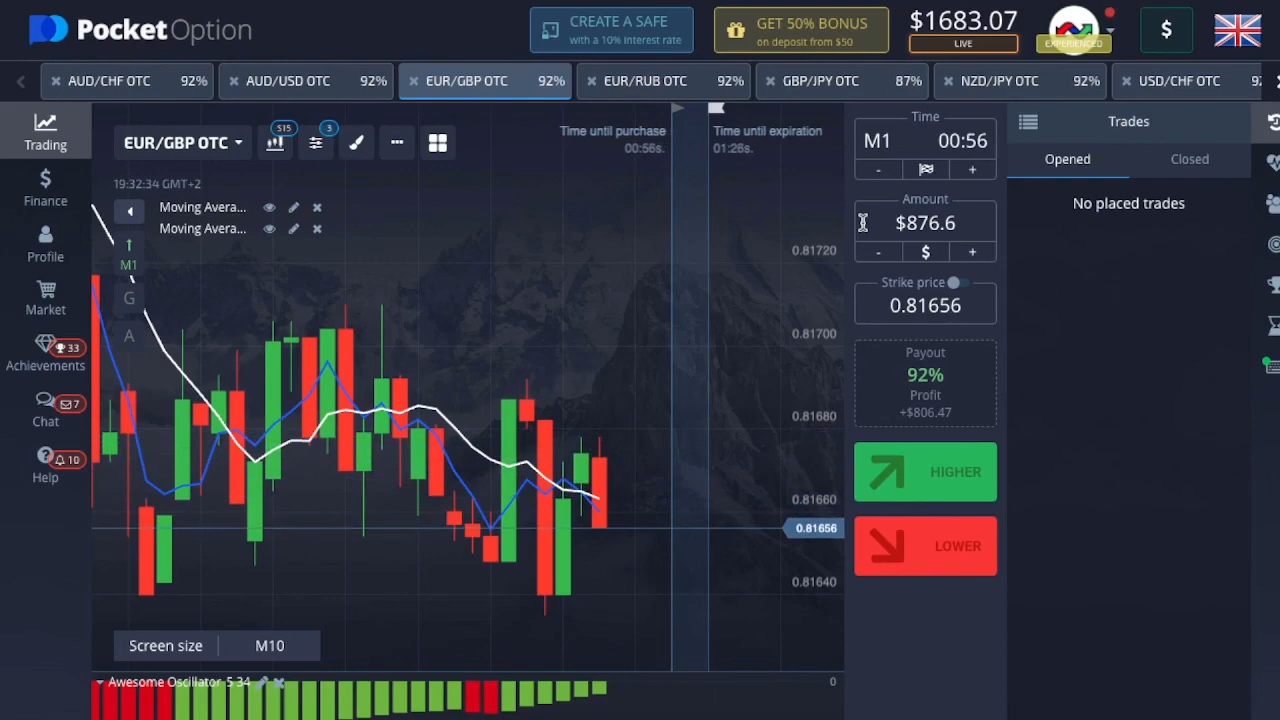 PocketOption
CREATE A SAFE
with a 10% interest rate
GET 50% BONUS
on deposit from $50
$1683.07
LIVE
EXPERIENCED
$
AUD/CHF OTC 92%
AUD/USD OTC 92%
EUR/GBP OTC 92%
EUR/RUB OTC 92%
GBP/JPY OTC 87%
NZD/JPY OTC 92%
USD/CHF OTC
Trading
Finance
Profile
Market
33
Achievements
7
Chat
10
Help
EUR/GBP OTC
S15
3
19:32:34 GMT+2
Moving Avera...
Moving Avera...
M1
G
A
Time until purchase
00:56s.
Time until expiration
01:26s.
0.81720
0.81700
0.81680
0.81660
0.81656
0.81640
0
Screen size M10
Awesome Oscillator 5 34
Time
M1 00:56
- +
Amount
$876.6
- $ +
Strike price
0.81656
Payout
92%
Profit
+$806.47
HIGHER
LOWER
Trades
Opened Closed
No placed trades